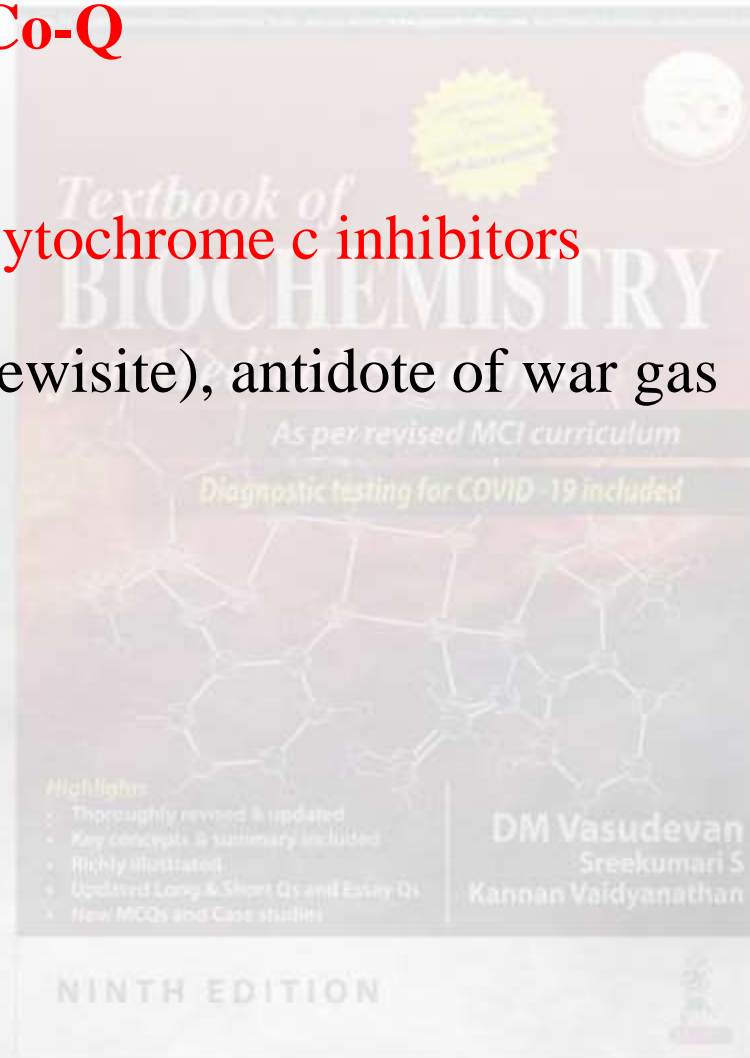 Co-Q
Textbook of
ytochrome c inhibitors
BIOCHEMISTRY
ewisite), antidote of war gas
As per revised MCI curriculum
Diagnostic testing for COVID -19 included
Highlights
• Thoroughly revised & updated
• Key concepts & summary included
• Richly illustrated
• Updated Long & Short Qs and Essay Qs
• New MCQs and Case studies
DM Vasudevan
Sreekumari S
Kannan Vaidyanathan
NINTH EDITION